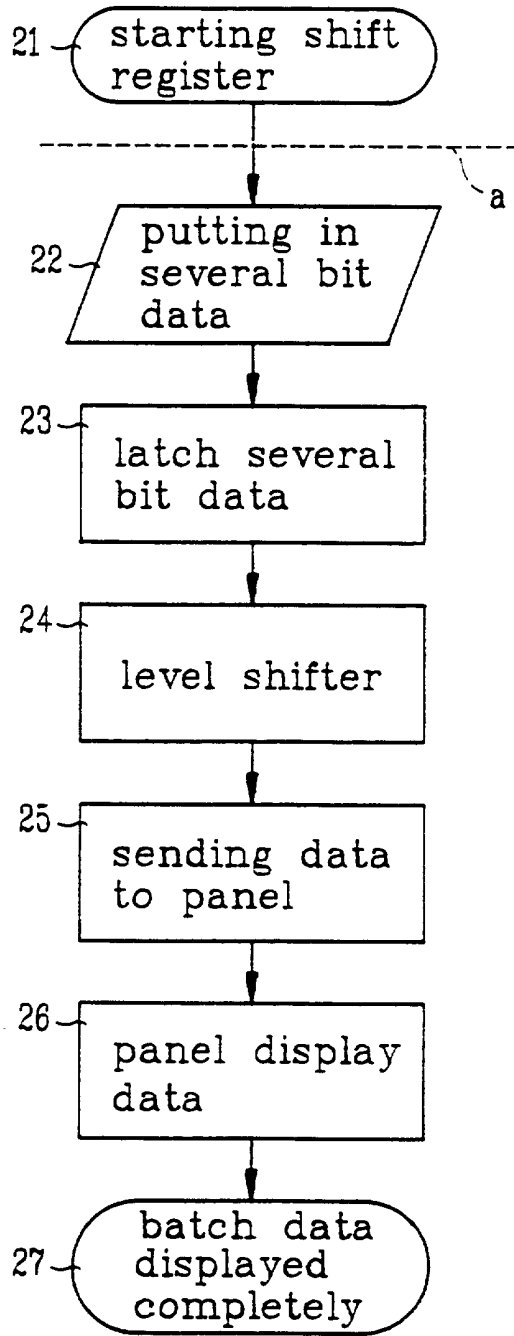 21
starting shift
register
a
22
putting in
several bit
data
23
latch several
bit data
24
level shifter
25
sending data
to panel
26
panel display
data
27
batch data
displayed
completely